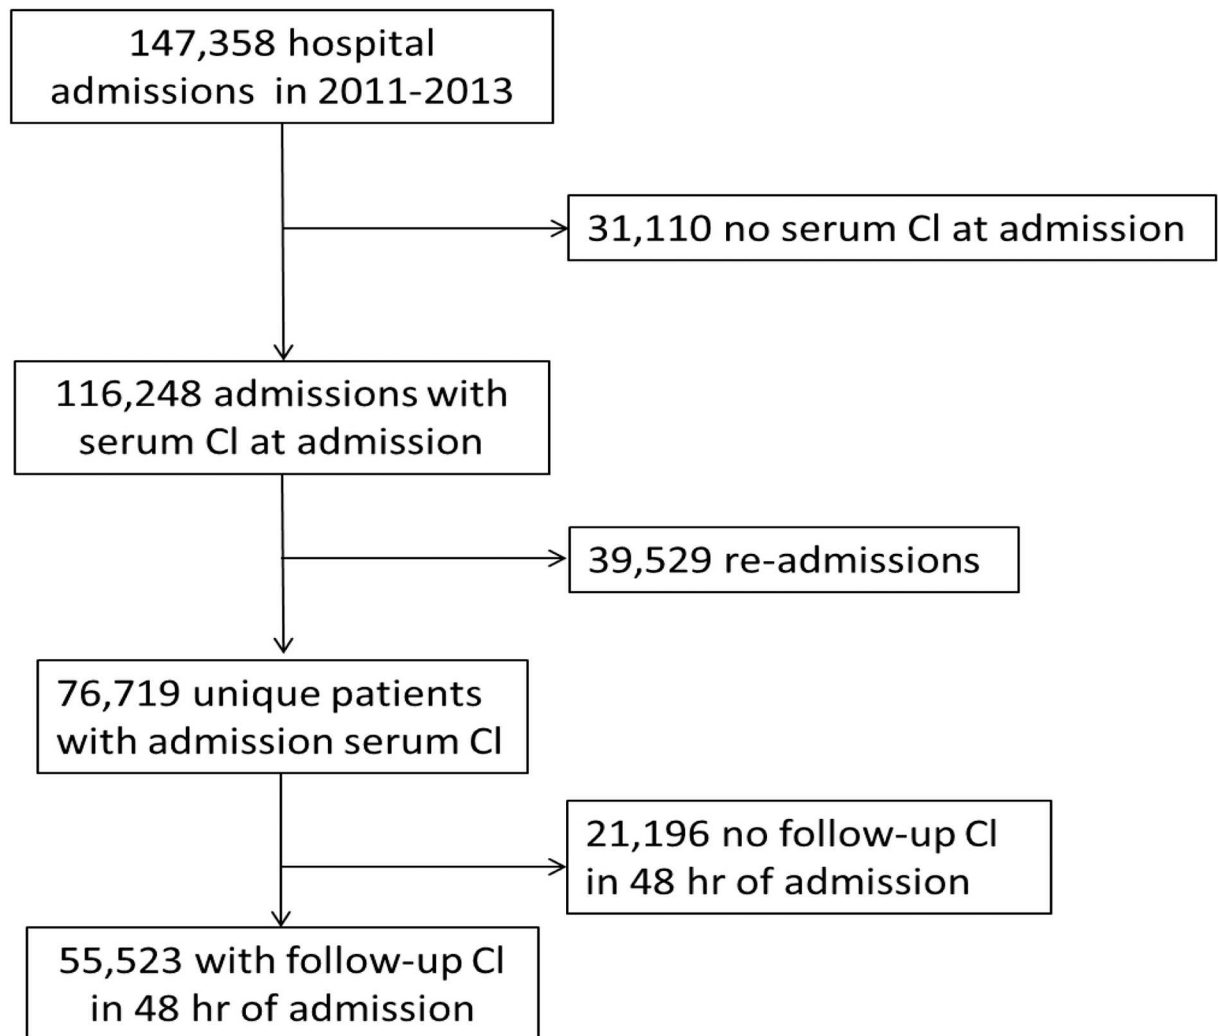 147,358 hospital
admissions in 2011-2013
31,110 no serum Cl at admission
116,248 admissions with
serum Cl at admission
39,529 re-admissions
76,719 unique patients
with admission serum Cl
21,196 no follow-up Cl
in 48 hr of admission
55,523 with follow-up Cl
in 48 hr of admission